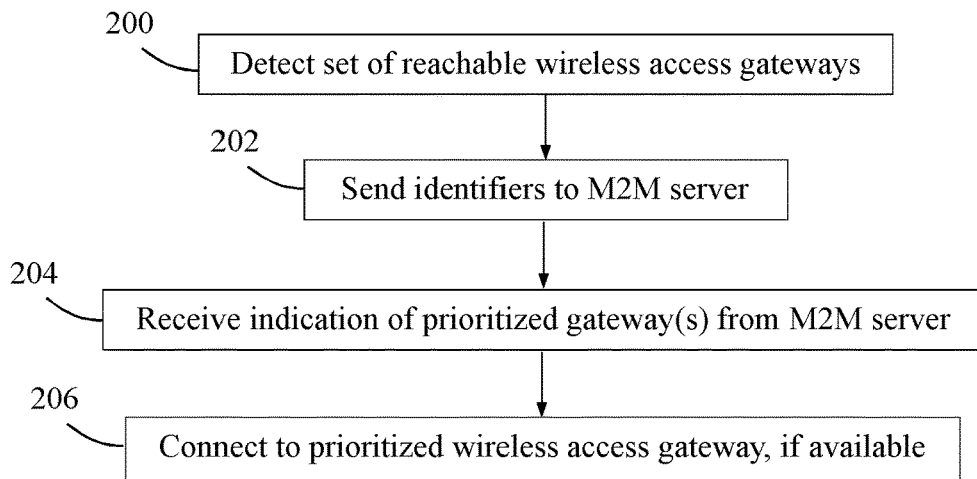 200
Detect set of reachable wireless access gateways
202
Send identifiers to M2M server
204
Receive indication of prioritized gateway(s) from M2M server
206
Connect to prioritized wireless access gateway, if available